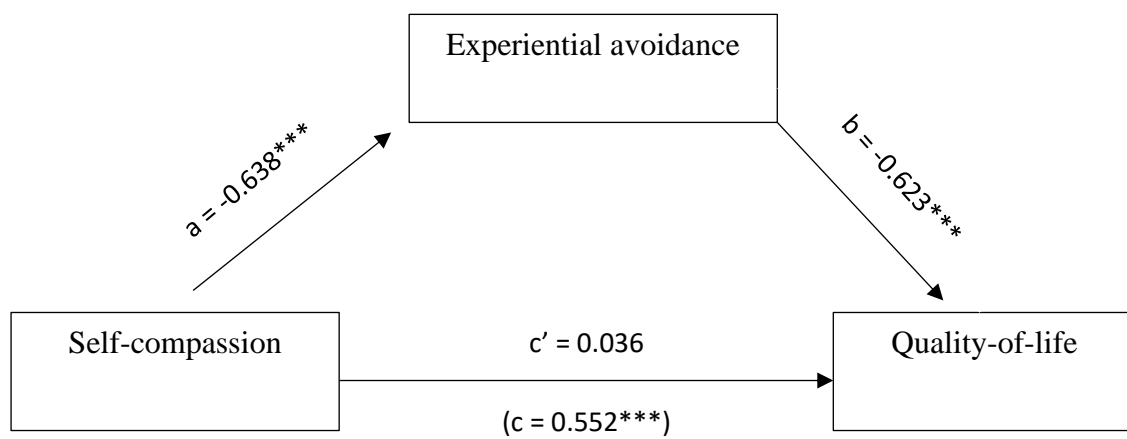 Experiential avoidance
a = -0.638***
b = -0.623***
Self-compassion
c’ = 0.036
Quality-of-life
(c = 0.552***)